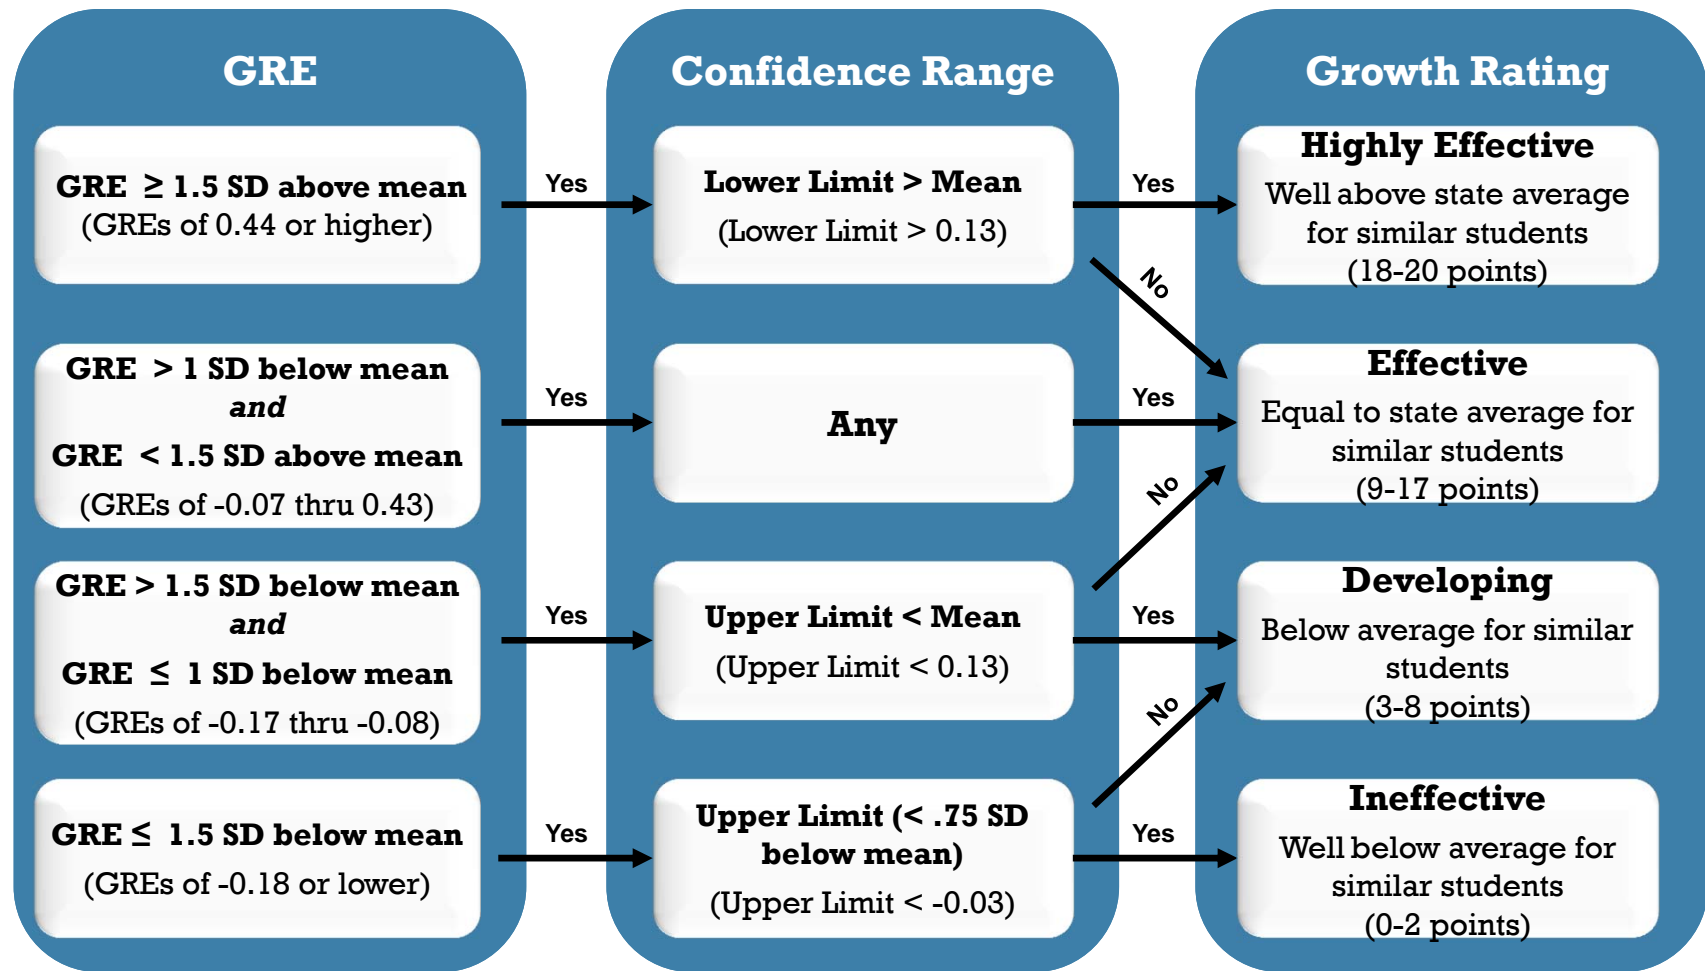 GRE
GRE ≥ 1.5 SD above mean
(GREs of 0.44 or higher)
GRE > 1 SD below mean
and
GRE < 1.5 SD above mean
(GREs of -0.07 thru 0.43)
GRE > 1.5 SD below mean
and
GRE ≤ 1 SD below mean
(GREs of -0.17 thru -0.08)
GRE ≤ 1.5 SD below mean
(GREs of -0.18 or lower)
Yes
Yes
Yes
Yes
Confidence Range
Lower Limit > Mean
(Lower Limit > 0.13)
Any
Upper Limit < Mean
(Upper Limit < 0.13)
Upper Limit (< .75 SD
below mean)
(Upper Limit < -0.03)
Yes
No
Yes
No
Yes
No
Yes
Growth Rating
Highly Effective
Well above state average
for similar students
(18-20 points)
Effective
Equal to state average for
similar students
(9-17 points)
Developing
Below average for similar
students
(3-8 points)
Ineffective
Well below average for
similar students
(0-2 points)